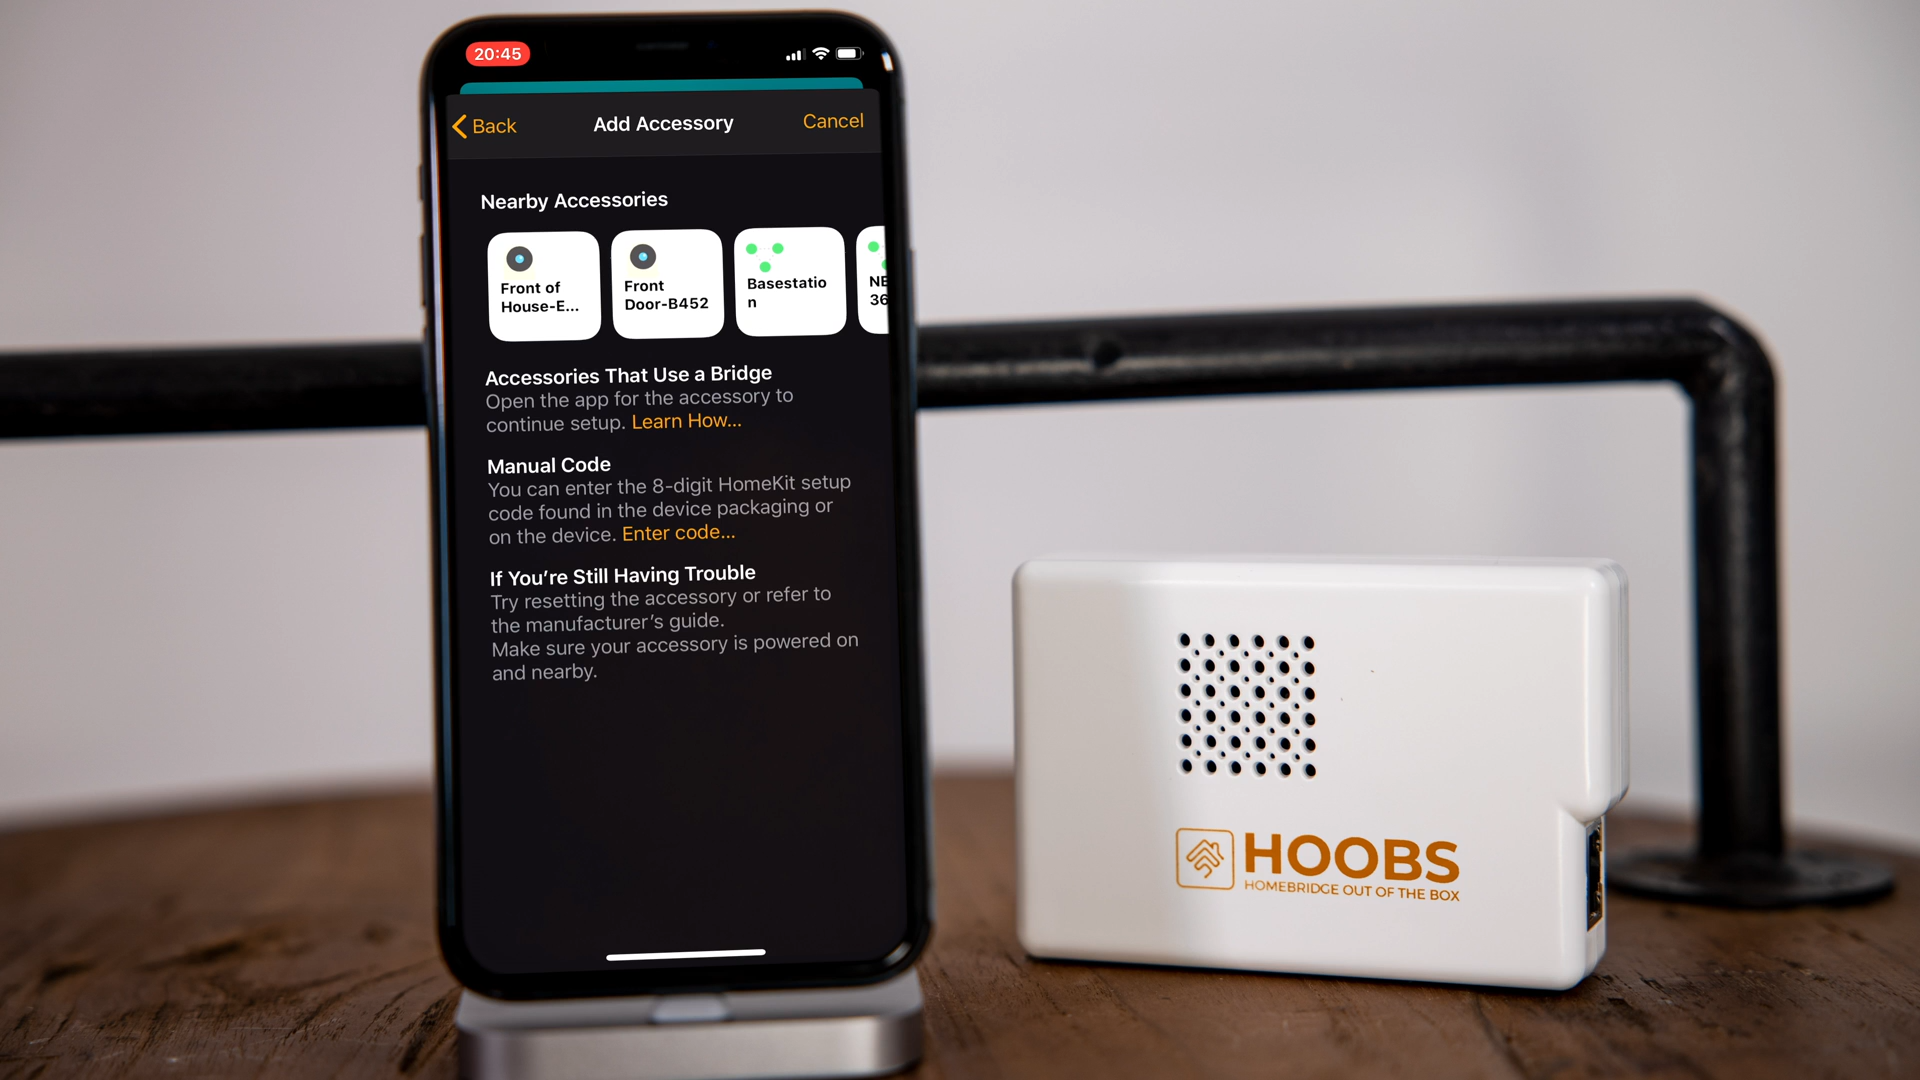 20:45
Back
Add Accessory
Cancel
Nearby Accessories
Front of
House-E...
Front
Door-B452
Basestatio
n
NE
36
Accessories That Use a Bridge
Open the app for the accessory to
continue setup. Learn How...
Manual Code
You can enter the 8-digit HomeKit setup
code found in the device packaging or
on the device. Enter code...
If You’re Still Having Trouble
Try resetting the accessory or refer to
the manufacturer’s guide.
Make sure your accessory is powered on
and nearby.
HOOBS
HOMEBRIDGE OUT OF THE BOX